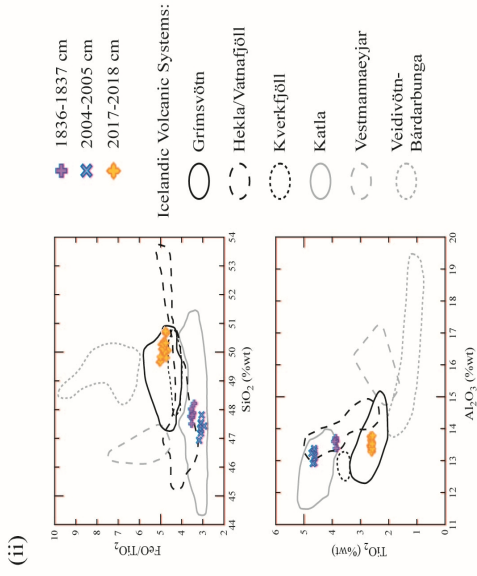 (ii)
10
9
8
7
6
5
4
3
2
FeO/TiO2
44
45
46
47
48
49
50
51
52
53
54
SiO2 (%wt)
6
5
4
3
2
1
0
TiO2 (%wt)
11
12
13
14
15
16
17
18
19
20
Al2O3 (%wt)
1836-1837 cm
2004-2005 cm
2017-2018 cm
Icelandic Volcanic Systems:
Grímsvötn
Hekla/Vatnafjöll
Kverkfjöll
Katla
Vestmannaeyjar
Veidivötn-
Bárdarbunga